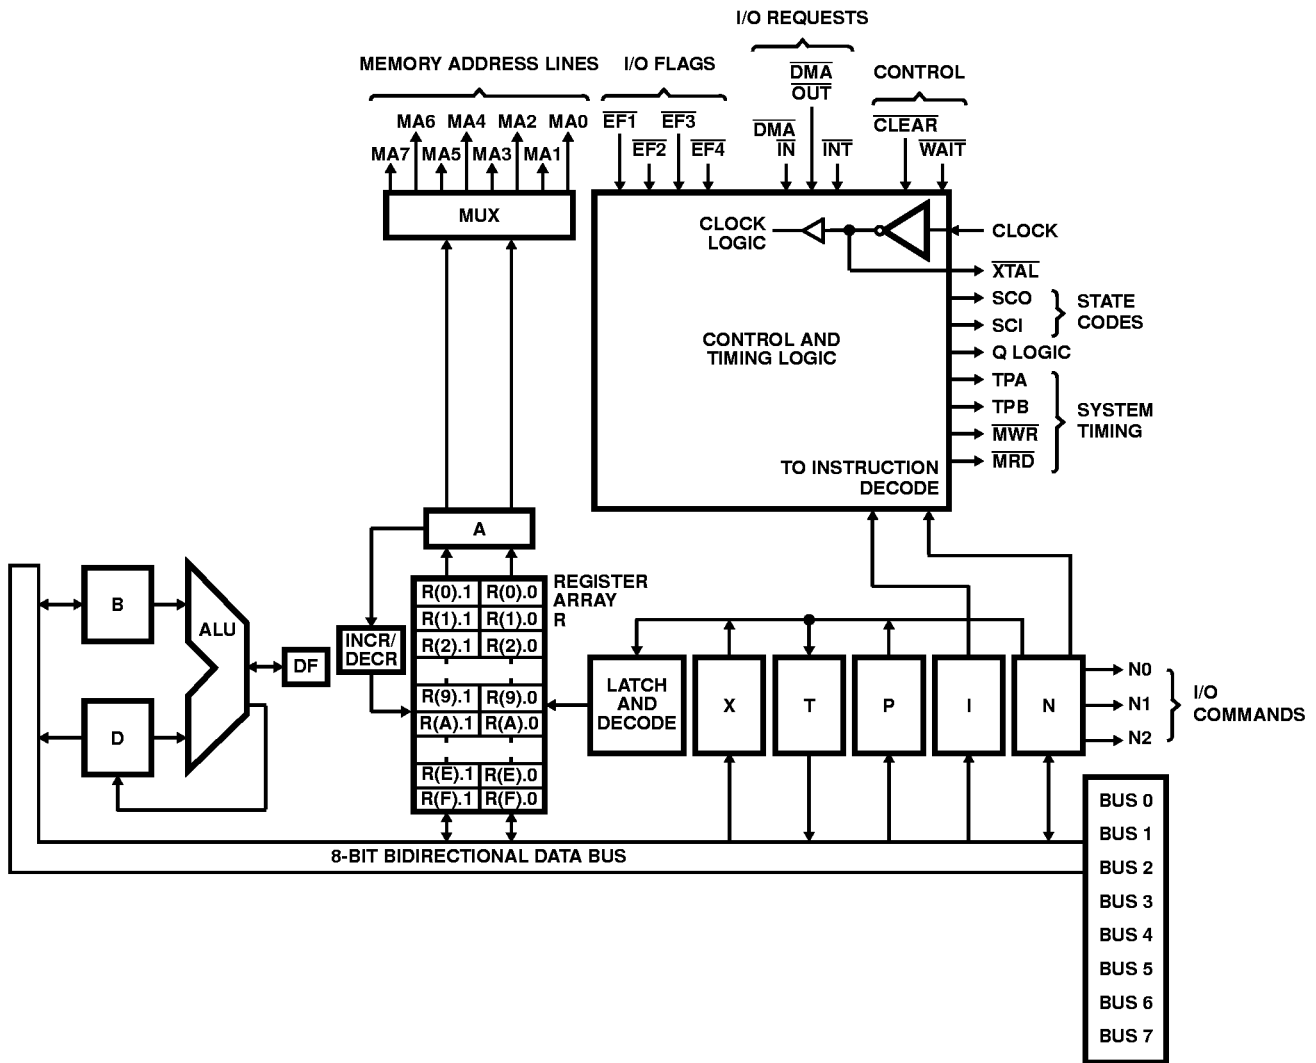 I/O REQUESTS
MEMORY ADDRESS LINES
I/O FLAGS
DMA
OUT
CONTROL
MA6 MA4 MA2 MA0
EF1 EF3
DMA
IN
CLEAR
MA7 MA5 MA3 MA1
EF2 EF4
INT
WAIT
MUX
CLOCK
LOGIC
CLOCK
XTAL
SCO
SCI
STATE
CODES
CONTROL AND
TIMING LOGIC
Q LOGIC
TPA
TPB
MWR
MRD
SYSTEM
TIMING
TO INSTRUCTION
DECODE
A
REGISTER
ARRAY
R
R(0).1 R(0).0
R(1).1 R(1).0
R(2).1 R(2).0
R(9).1 R(9).0
R(A).1 R(A).0
R(E).1 R(E).0
R(F).1 R(F).0
B
ALU
DF
INCR/
DECR
D
LATCH
AND
DECODE
X
T
P
I
N
N0
N1
N2
I/O
COMMANDS
8-BIT BIDIRECTIONAL DATA BUS
BUS 0
BUS 1
BUS 2
BUS 3
BUS 4
BUS 5
BUS 6
BUS 7